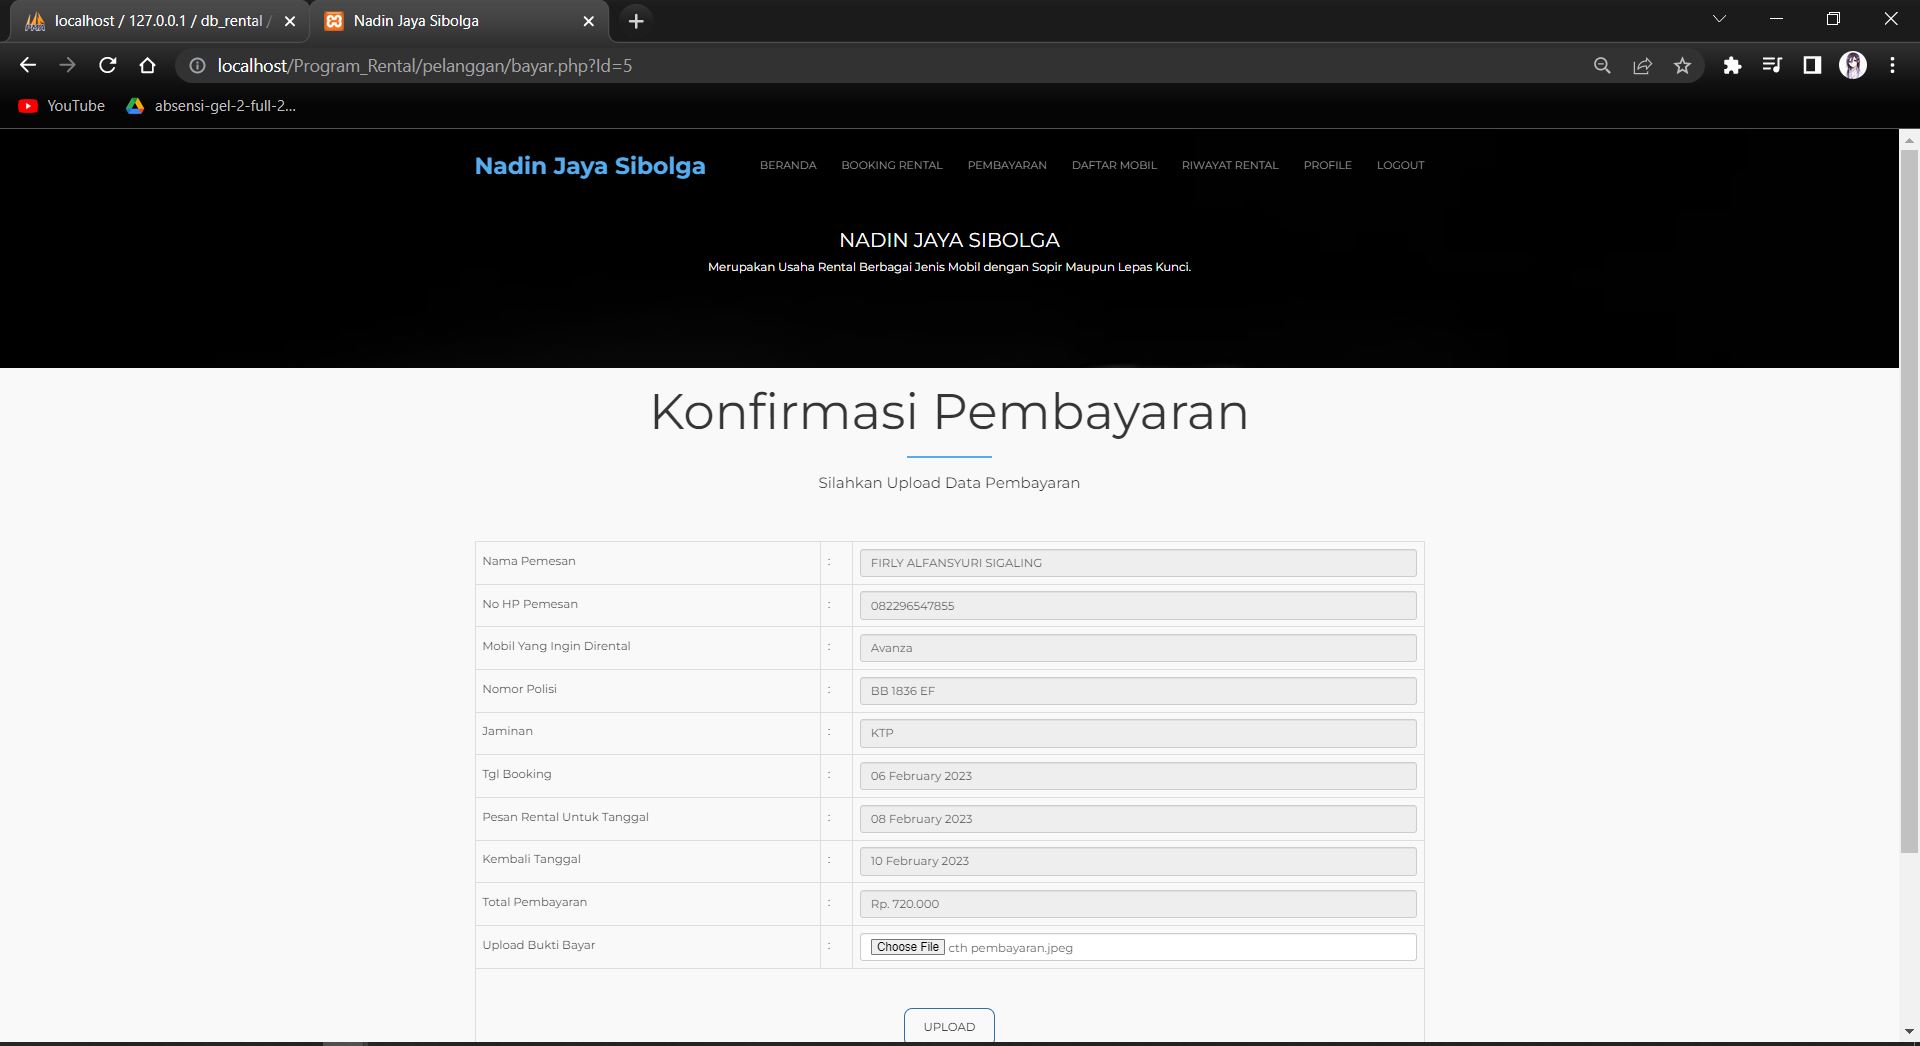 localhost / 127.0.0.1 / db_rental /
Nadin Jaya Sibolga
localhost/Program_Rental/pelanggan/bayar.php?Id=5
YouTube absensi-gel-2-full-2...
Nadin Jaya Sibolga BERANDA BOOKING RENTAL PEMBAYARAN DAFTAR MOBIL RIWAYAT RENTAL PROFILE LOGOUT
NADIN JAYA SIBOLGA
Merupakan Usaha Rental Berbagai Jenis Mobil dengan Sopir Maupun Lepas Kunci.
Konfirmasi Pembayaran
Silahkan Upload Data Pembayaran
Nama Pemesan : FIRLY ALFANSYURI SIGALING
No HP Pemesan : 082296547855
Mobil Yang Ingin Dirental : Avanza
Nomor Polisi : BB 1836 EF
Jaminan : KTP
Tgl Booking : 06 February 2023
Pesan Rental Untuk Tanggal : 08 February 2023
Kembali Tanggal : 10 February 2023
Total Pembayaran : Rp. 720.000
Upload Bukti Bayar : Choose File cth pembayaran.jpeg
UPLOAD